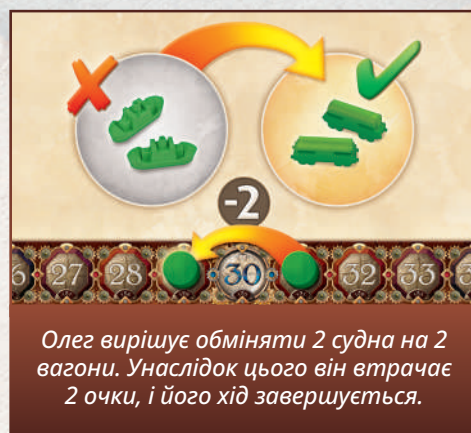 -2
6 27 28 30 32 33
Олег вирішує обміняти 2 судна на 2
вагони. Унаслідок цього він втрачає
2 очки, і його хід завершується.